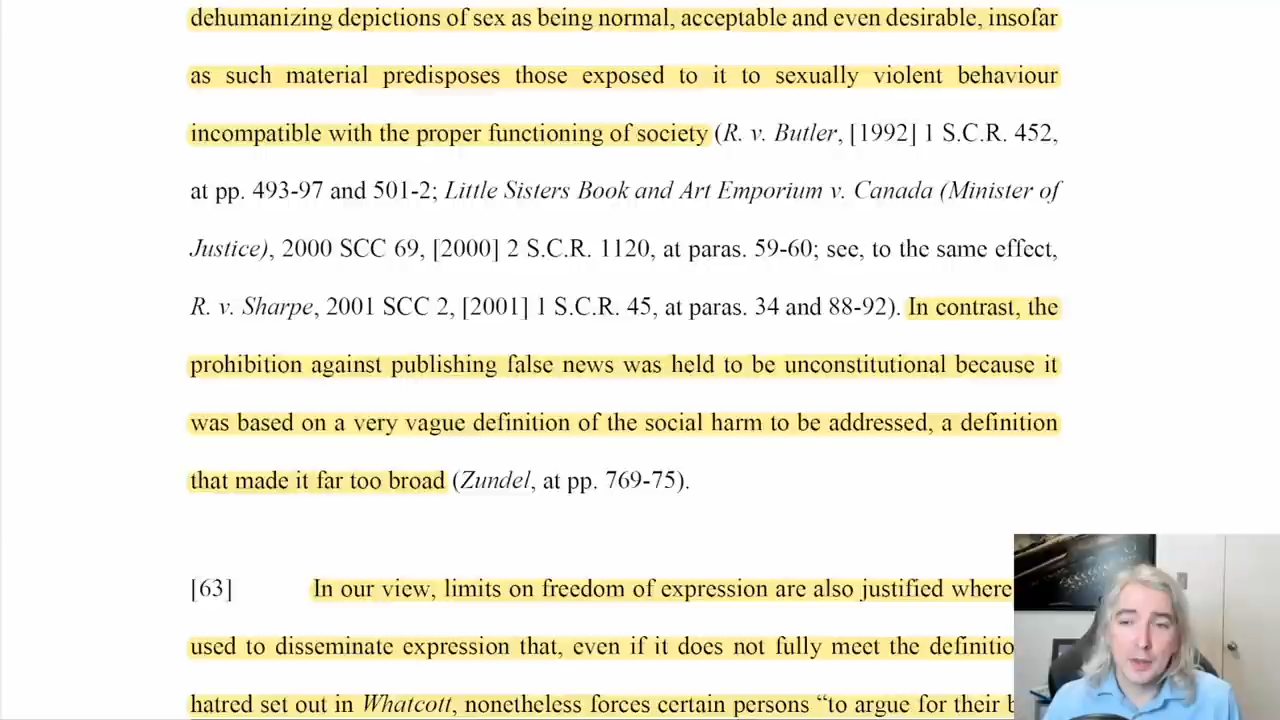 dehumanizing depictions of sex as being normal, acceptable and even desirable, insofar
as such material predisposes those exposed to it to sexually violent behaviour
incompatible with the proper functioning of society (R. v. Butler, [1992] 1 S.C.R. 452,
at pp. 493-97 and 501-2; Little Sisters Book and Art Emporium v. Canada (Minister of
Justice), 2000 SCC 69, [2000] 2 S.C.R. 1120, at paras. 59-60; see, to the same effect,
R. v. Sharpe, 2001 SCC 2, [2001] 1 S.C.R. 45, at paras. 34 and 88-92). In contrast, the
prohibition against publishing false news was held to be unconstitutional because it
was based on a very vague definition of the social harm to be addressed, a definition
that made it far too broad (Zundel, at pp. 769-75).
[63] In our view, limits on freedom of expression are also justified where
used to disseminate expression that, even if it does not fully meet the
hatred set out in Whatcott, nonetheless forces certain persons “to argue for their